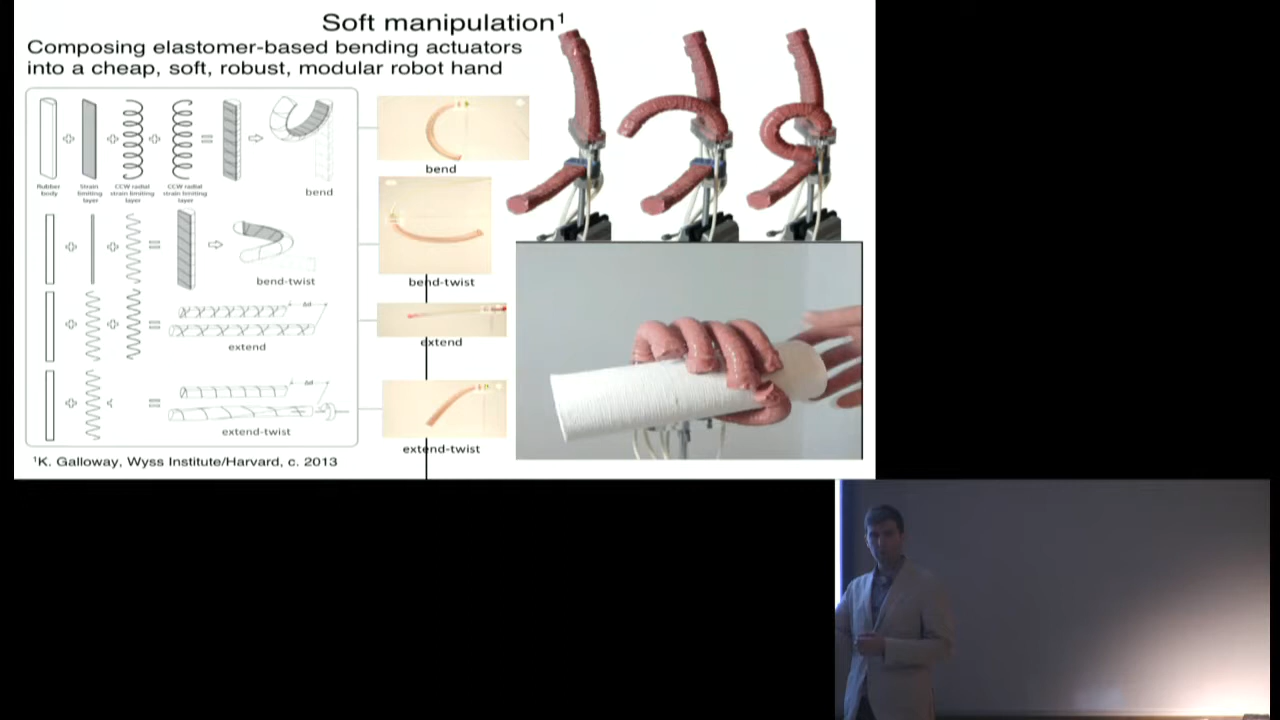 Soft manipulation¹
Composing elastomer-based bending actuators
into a cheap, soft, robust, modular robot hand
Rubber body
Strain limiting layer
CCW radial strain limiting layer
CCW radial strain limiting layer
bend
bend
bend-twist
bend-twist
Δd
extend
extend
Δd
extend-twist
extend-twist
¹K. Galloway, Wyss Institute/Harvard, c. 2013